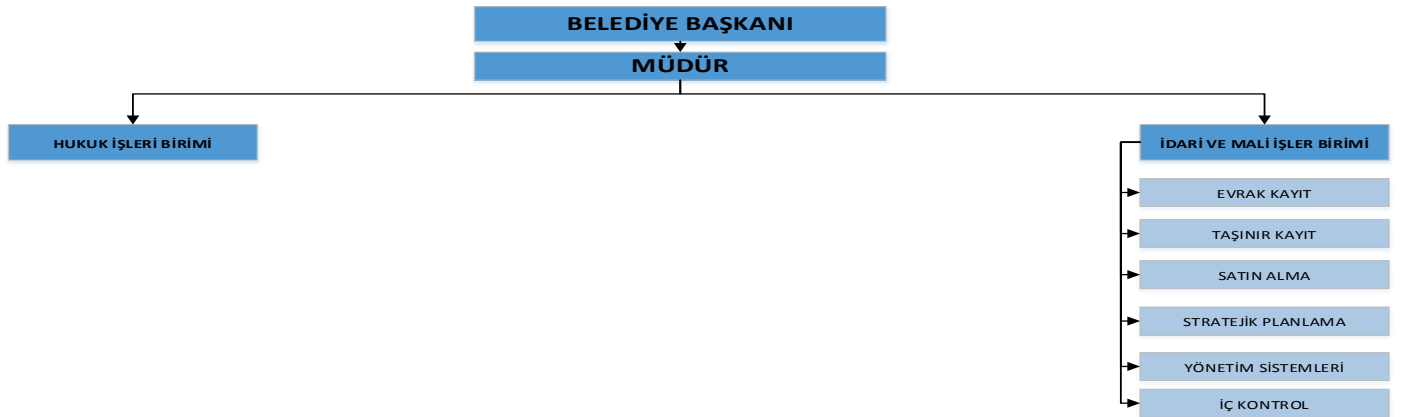 BELEDİYE BAŞKANI
MÜDÜR
HUKUK İŞLERİ BİRİMİ
İDARİ VE MALİ İŞLER BİRİMİ
EVRAK KAYIT
TAŞINIR KAYIT
SATIN ALMA
STRATEJİK PLANLAMA
YÖNETİM SİSTEMLERİ
İÇ KONTROL